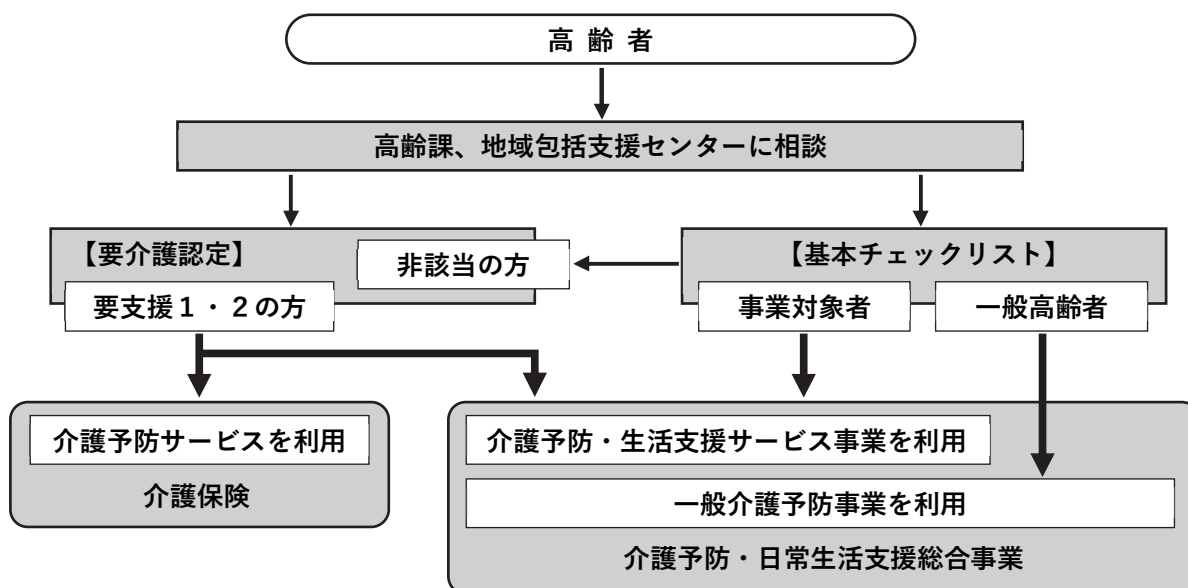 高 齢 者
高齢課、地域包括支援センターに相談
【要介護認定】
非該当の方
要支援１・２の方
【基本チェックリスト】
事業対象者
一般高齢者
介護予防サービスを利用
介護保険
介護予防・生活支援サービス事業を利用
一般介護予防事業を利用
介護予防・日常生活支援総合事業